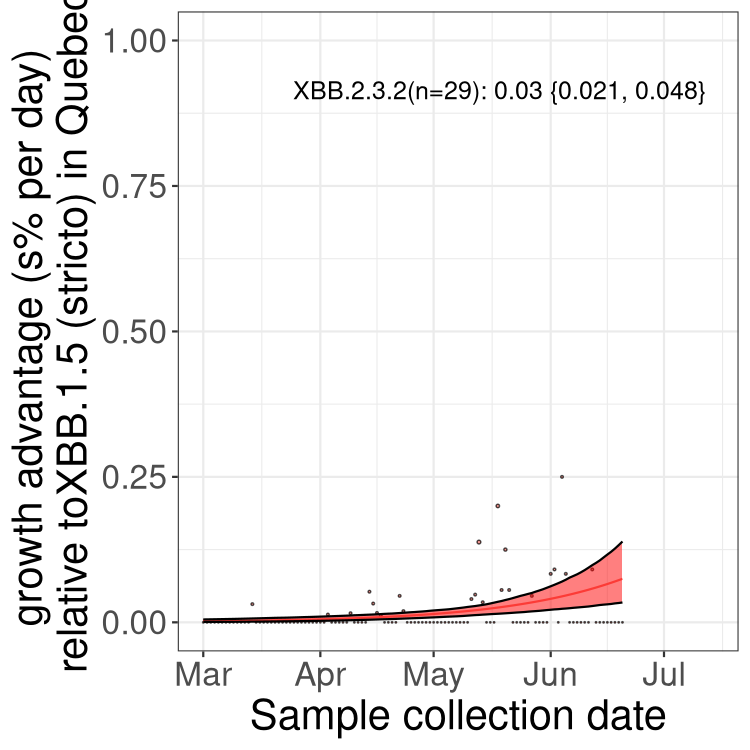 growth advantage (s% per day)
relative toXBB.1.5 (stricto) in Quebec
1.00
0.75
0.50
0.25
0.00
XBB.2.3.2(n=29): 0.03 {0.021, 0.048}
Mar
Apr
May
Jun
Jul
Sample collection date